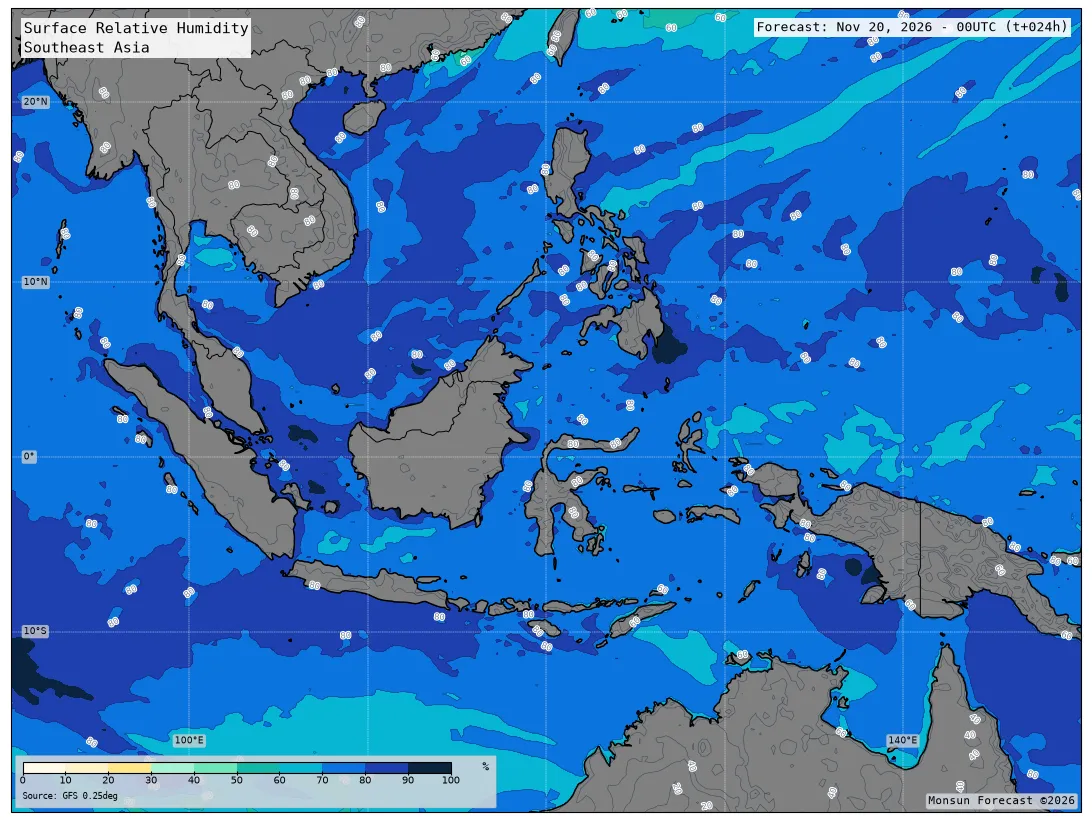 Surface Relative Humidity
Southeast Asia
Forecast: Nov 20, 2026 - 00UTC (t+024h)
20°N
10°N
0°
10°S
100°E
140°E
%
0 10 20 30 40 50 60 70 80 90 100
Source: GFS 0.25deg
Monsun Forecast ©2026